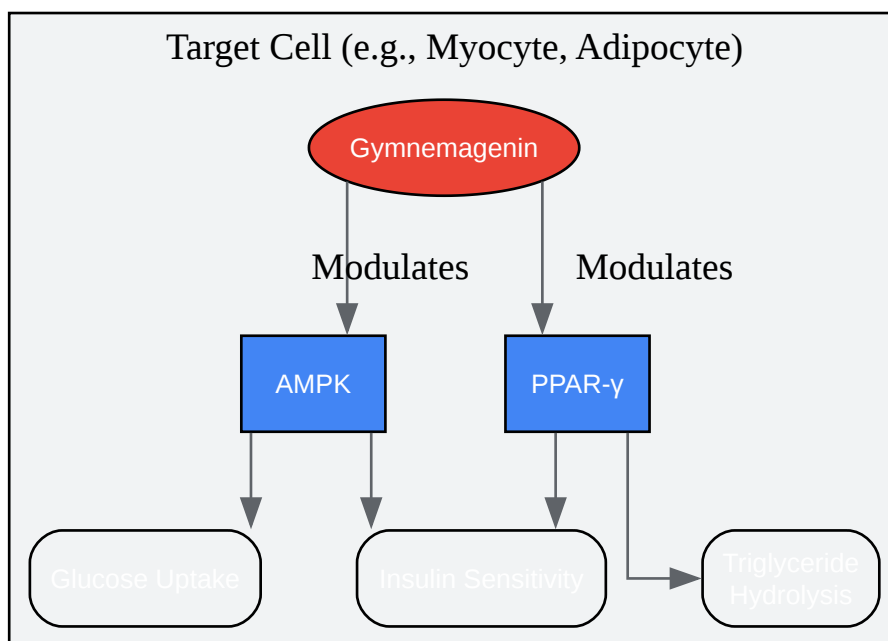 Target Cell (e.g., Myocyte, Adipocyte)
Gymnemagenin
Modulates
Modulates
AMPK
PPAR-γ
Glucose Uptake
Insulin Sensitivity
Triglyceride
Hydrolysis